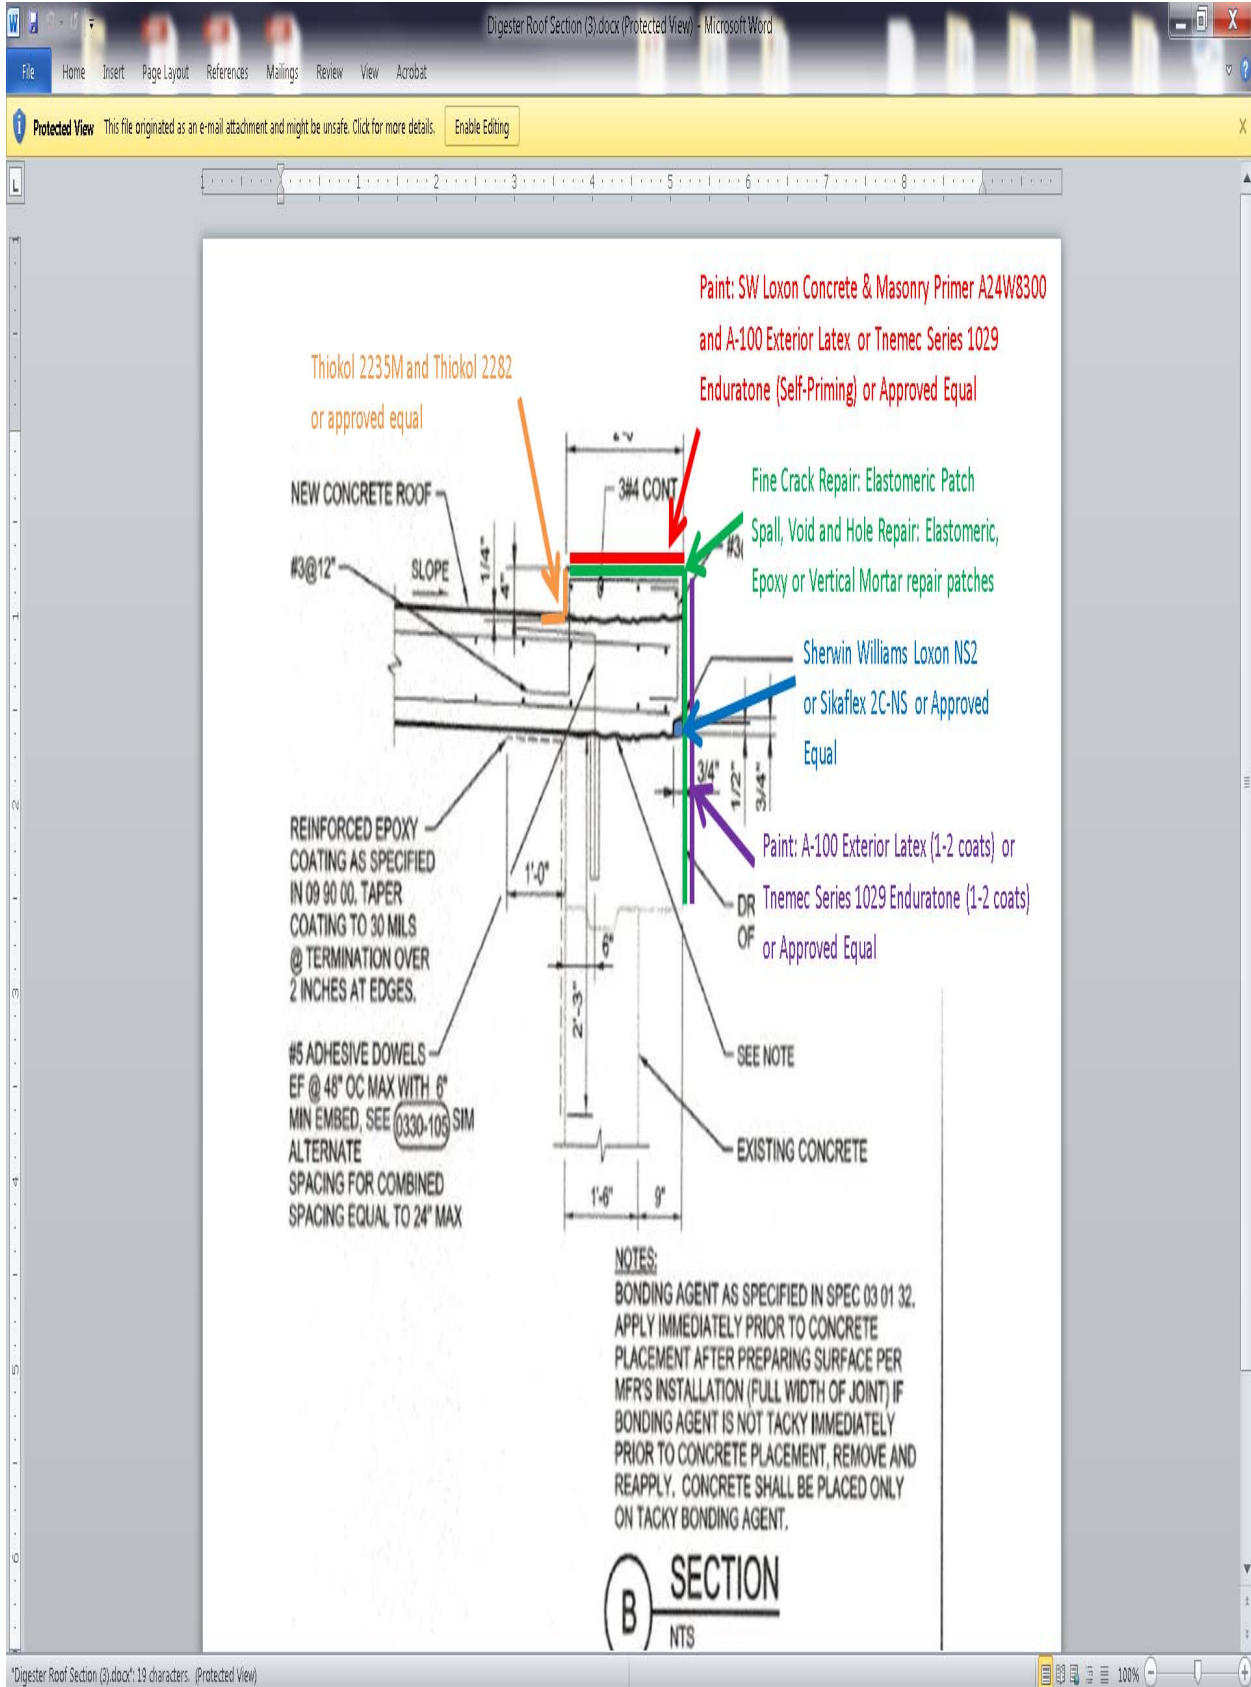 Digester Roof Section (3).docx (Protected View) - Microsoft Word
File Home Insert Page Layout References Mailings Review View Acrobat
Protected View This file originated as an e-mail attachment and might be unsafe. Click for more details. Enable Editing
1 1 2 3 4 5 6 7 8
Paint: SW Loxon Concrete & Masonry Primer A24W8300
and A-100 Exterior Latex or Tnemec Series 1029
Enduratone (Self-Priming) or Approved Equal
Thiokol 2235M and Thiokol 2282
or approved equal
NEW CONCRETE ROOF
3#4 CONT
Fine Crack Repair: Elastomeric Patch
Spall, Void and Hole Repair: Elastomeric,
Epoxy or Vertical Mortar repair patches
#3@12"
SLOPE
1/4"
4"
Sherwin Williams Loxon NS2
or Sikaflex 2C-NS or Approved
Equal
3/4"
1/2"
3/4"
REINFORCED EPOXY
COATING AS SPECIFIED
IN 09 90 00. TAPER
COATING TO 30 MILS
@ TERMINATION OVER
2 INCHES AT EDGES.
1'-0"
Paint: A-100 Exterior Latex (1-2 coats) or
Tnemec Series 1029 Enduratone (1-2 coats)
or Approved Equal
DR
OF
6"
2'-3"
#5 ADHESIVE DOWELS
EF @ 48" OC MAX WITH 6"
MIN EMBED, SEE 0330-105 SIM
ALTERNATE
SPACING FOR COMBINED
SPACING EQUAL TO 24" MAX
SEE NOTE
EXISTING CONCRETE
1'-6"
9"
NOTES:
BONDING AGENT AS SPECIFIED IN SPEC 03 01 32.
APPLY IMMEDIATELY PRIOR TO CONCRETE
PLACEMENT AFTER PREPARING SURFACE PER
MFR'S INSTALLATION (FULL WIDTH OF JOINT) IF
BONDING AGENT IS NOT TACKY IMMEDIATELY
PRIOR TO CONCRETE PLACEMENT, REMOVE AND
REAPPLY. CONCRETE SHALL BE PLACED ONLY
ON TACKY BONDING AGENT.
B SECTION
NTS
"Digester Roof Section (3).docx": 19 characters. (Protected View)
100%